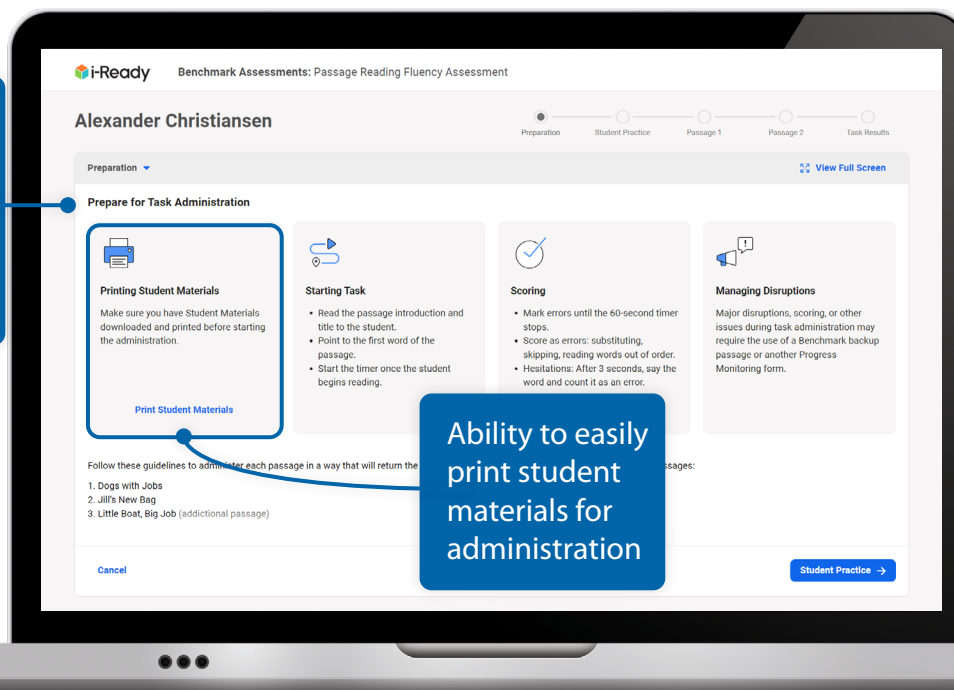 i-Ready
Benchmark Assessments: Passage Reading Fluency Assessment
Alexander Christiansen
Preparation
Student Practice
Passage 1
Passage 2
Task Results
Preparation
View Full Screen
Prepare for Task Administration
Printing Student Materials
Make sure you have Student Materials
downloaded and printed before starting
the administration.
Print Student Materials
Starting Task
• Read the passage introduction and
title to the student.
• Point to the first word of the
passage.
• Start the timer once the student
begins reading.
Scoring
• Mark errors until the 60-second timer
stops.
• Score as errors: substituting,
skipping, reading words out of order.
• Hesitations: After 3 seconds, say the
word and count it as an error.
Managing Disruptions
Major disruptions, scoring, or other
issues during task administration may
require the use of a Benchmark backup
passage or another Progress
Monitoring form.
Follow these guidelines to administer each passage in a way that will return the
1. Dogs with Jobs
2. Jill's New Bag
3. Little Boat, Big Job (addictional passage)
Ability to easily
print student
materials for
administration
Cancel
Student Practice →